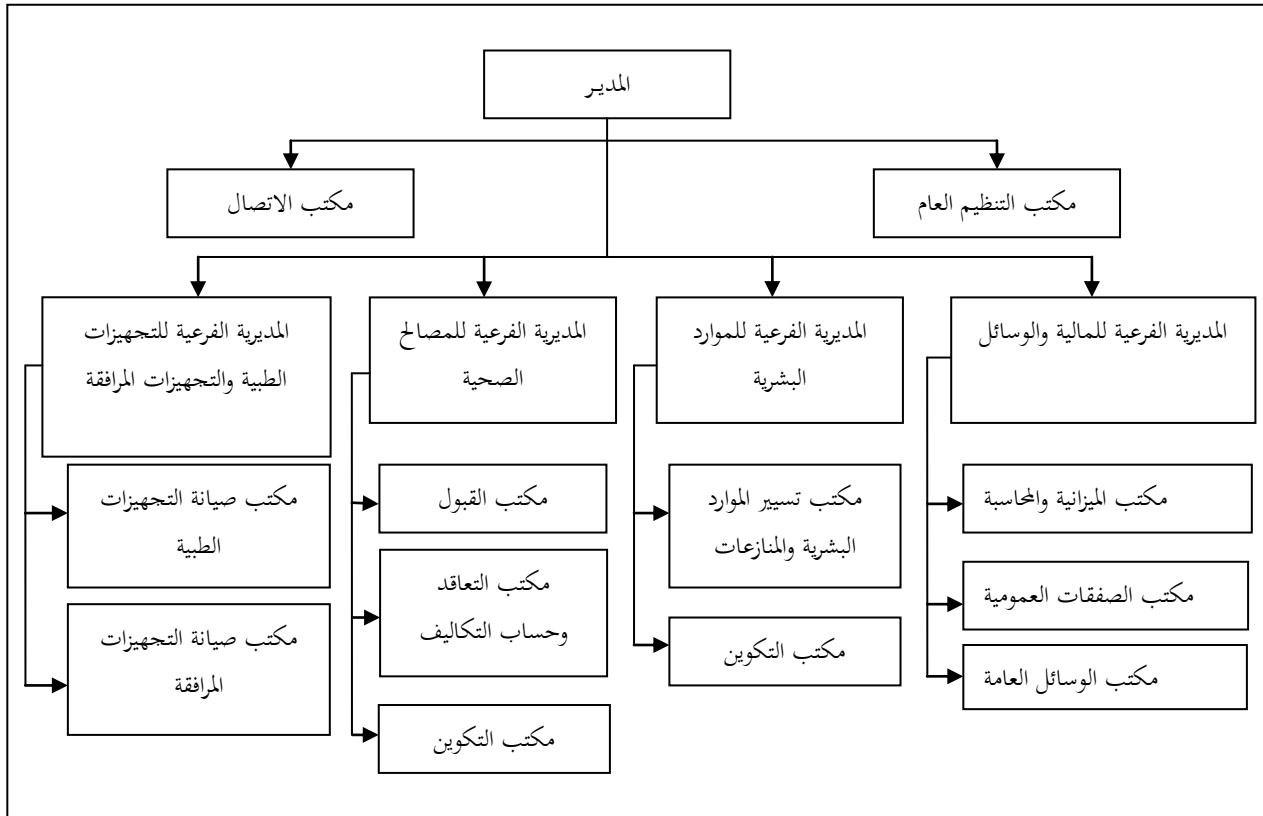 المديـر
مكتب التنظيم العام
مكتب الاتصال
المديرية الفرعية للمالية والوسائل
المديرية الفرعية للموارد
البشرية
المديرية الفرعية للمصالح
الصحية
المديرية الفرعية للتجهيزات
الطبية والتجهيزات المرافقة
مكتب الميزانية والمحاسبة
مكتب الصفقات العمومية
مكتب الوسائل العامة
مكتب تسيير الموارد
البشرية والمنازعات
مكتب التكوين
مكتب القبول
مكتب التعاقد
وحساب التكاليف
مكتب التكوين
مكتب صيانة التجهيزات
الطبية
مكتب صيانة التجهيزات
المرافقة